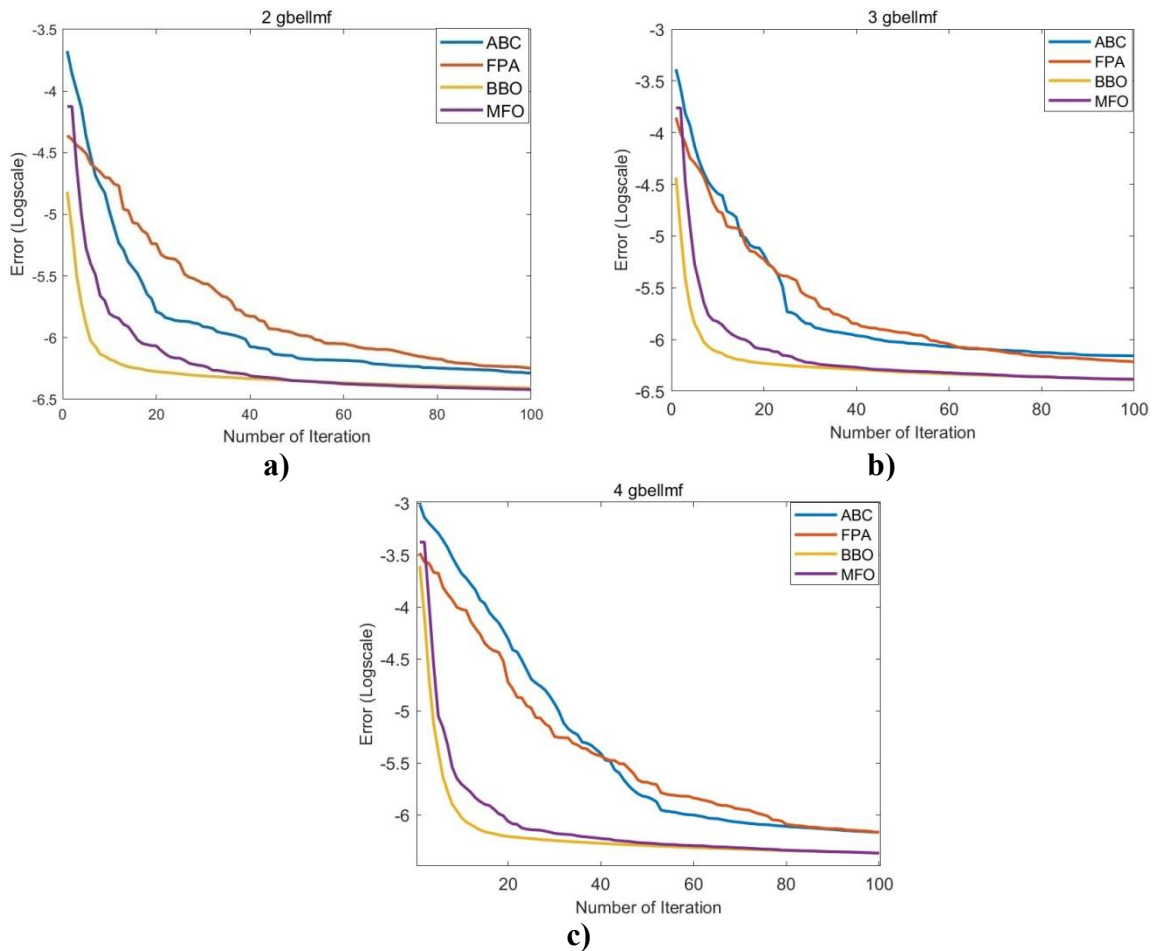 2 gbellmf
ABC
FPA
BBO
MFO
-3.5
-4
-4.5
-5
-5.5
-6
-6.5
Error (Logscale)
0 20 40 60 80 100
Number of Iteration
a)
3 gbellmf
ABC
FPA
BBO
MFO
-3
-3.5
-4
-4.5
-5
-5.5
-6
-6.5
Error (Logscale)
0 20 40 60 80 100
Number of Iteration
b)
4 gbellmf
ABC
FPA
BBO
MFO
-3
-3.5
-4
-4.5
-5
-5.5
-6
Error (Logscale)
20 40 60 80 100
Number of Iteration
c)